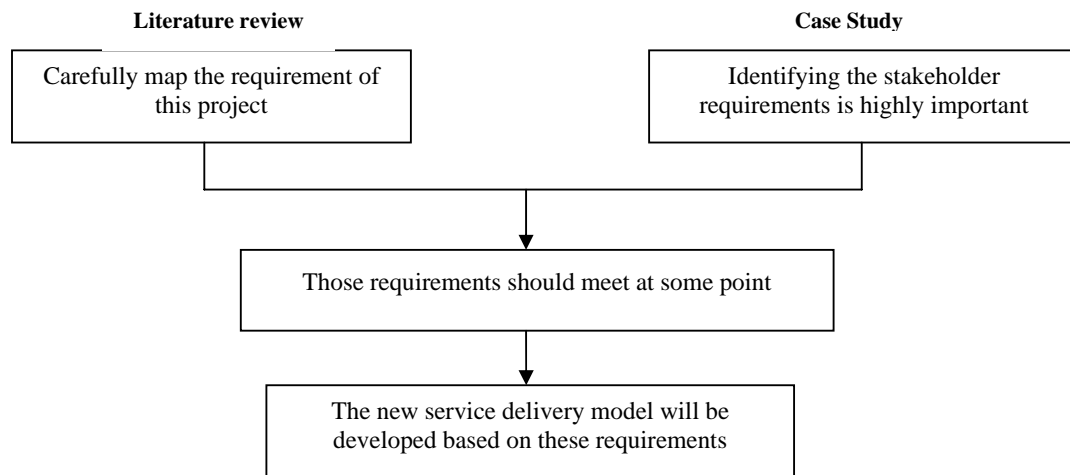 Literature review
Case Study
Carefully map the requirement of
this project
Identifying the stakeholder
requirements is highly important
Those requirements should meet at some point
The new service delivery model will be
developed based on these requirements